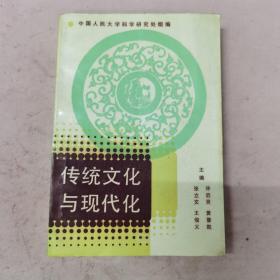 中国人民大学科学研究处组编
传统文化
与现代化
主编
张立文
王俊义